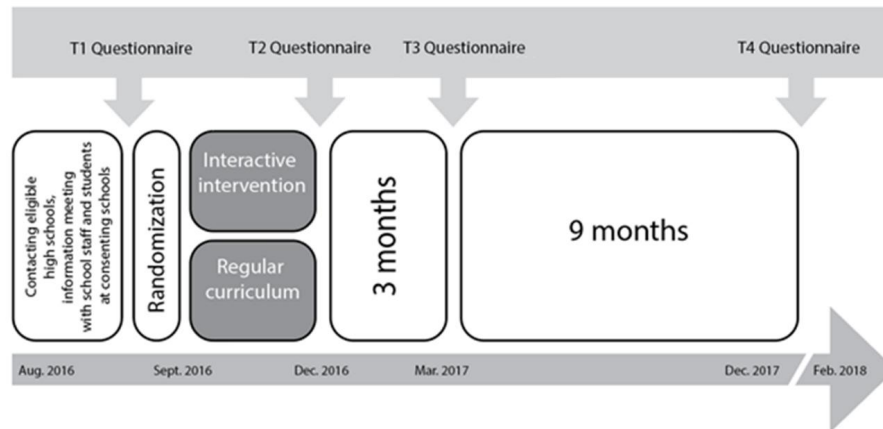 T1 Questionnaire
T2 Questionnaire
T3 Questionnaire
T4 Questionnaire
Contacting eligible
high schools,
information meeting
with school staff and students
at consenting schools
Randomization
Interactive
intervention
Regular
curriculum
3 months
9 months
Aug. 2016
Sept. 2016
Dec. 2016
Mar. 2017
Dec. 2017
Feb. 2018